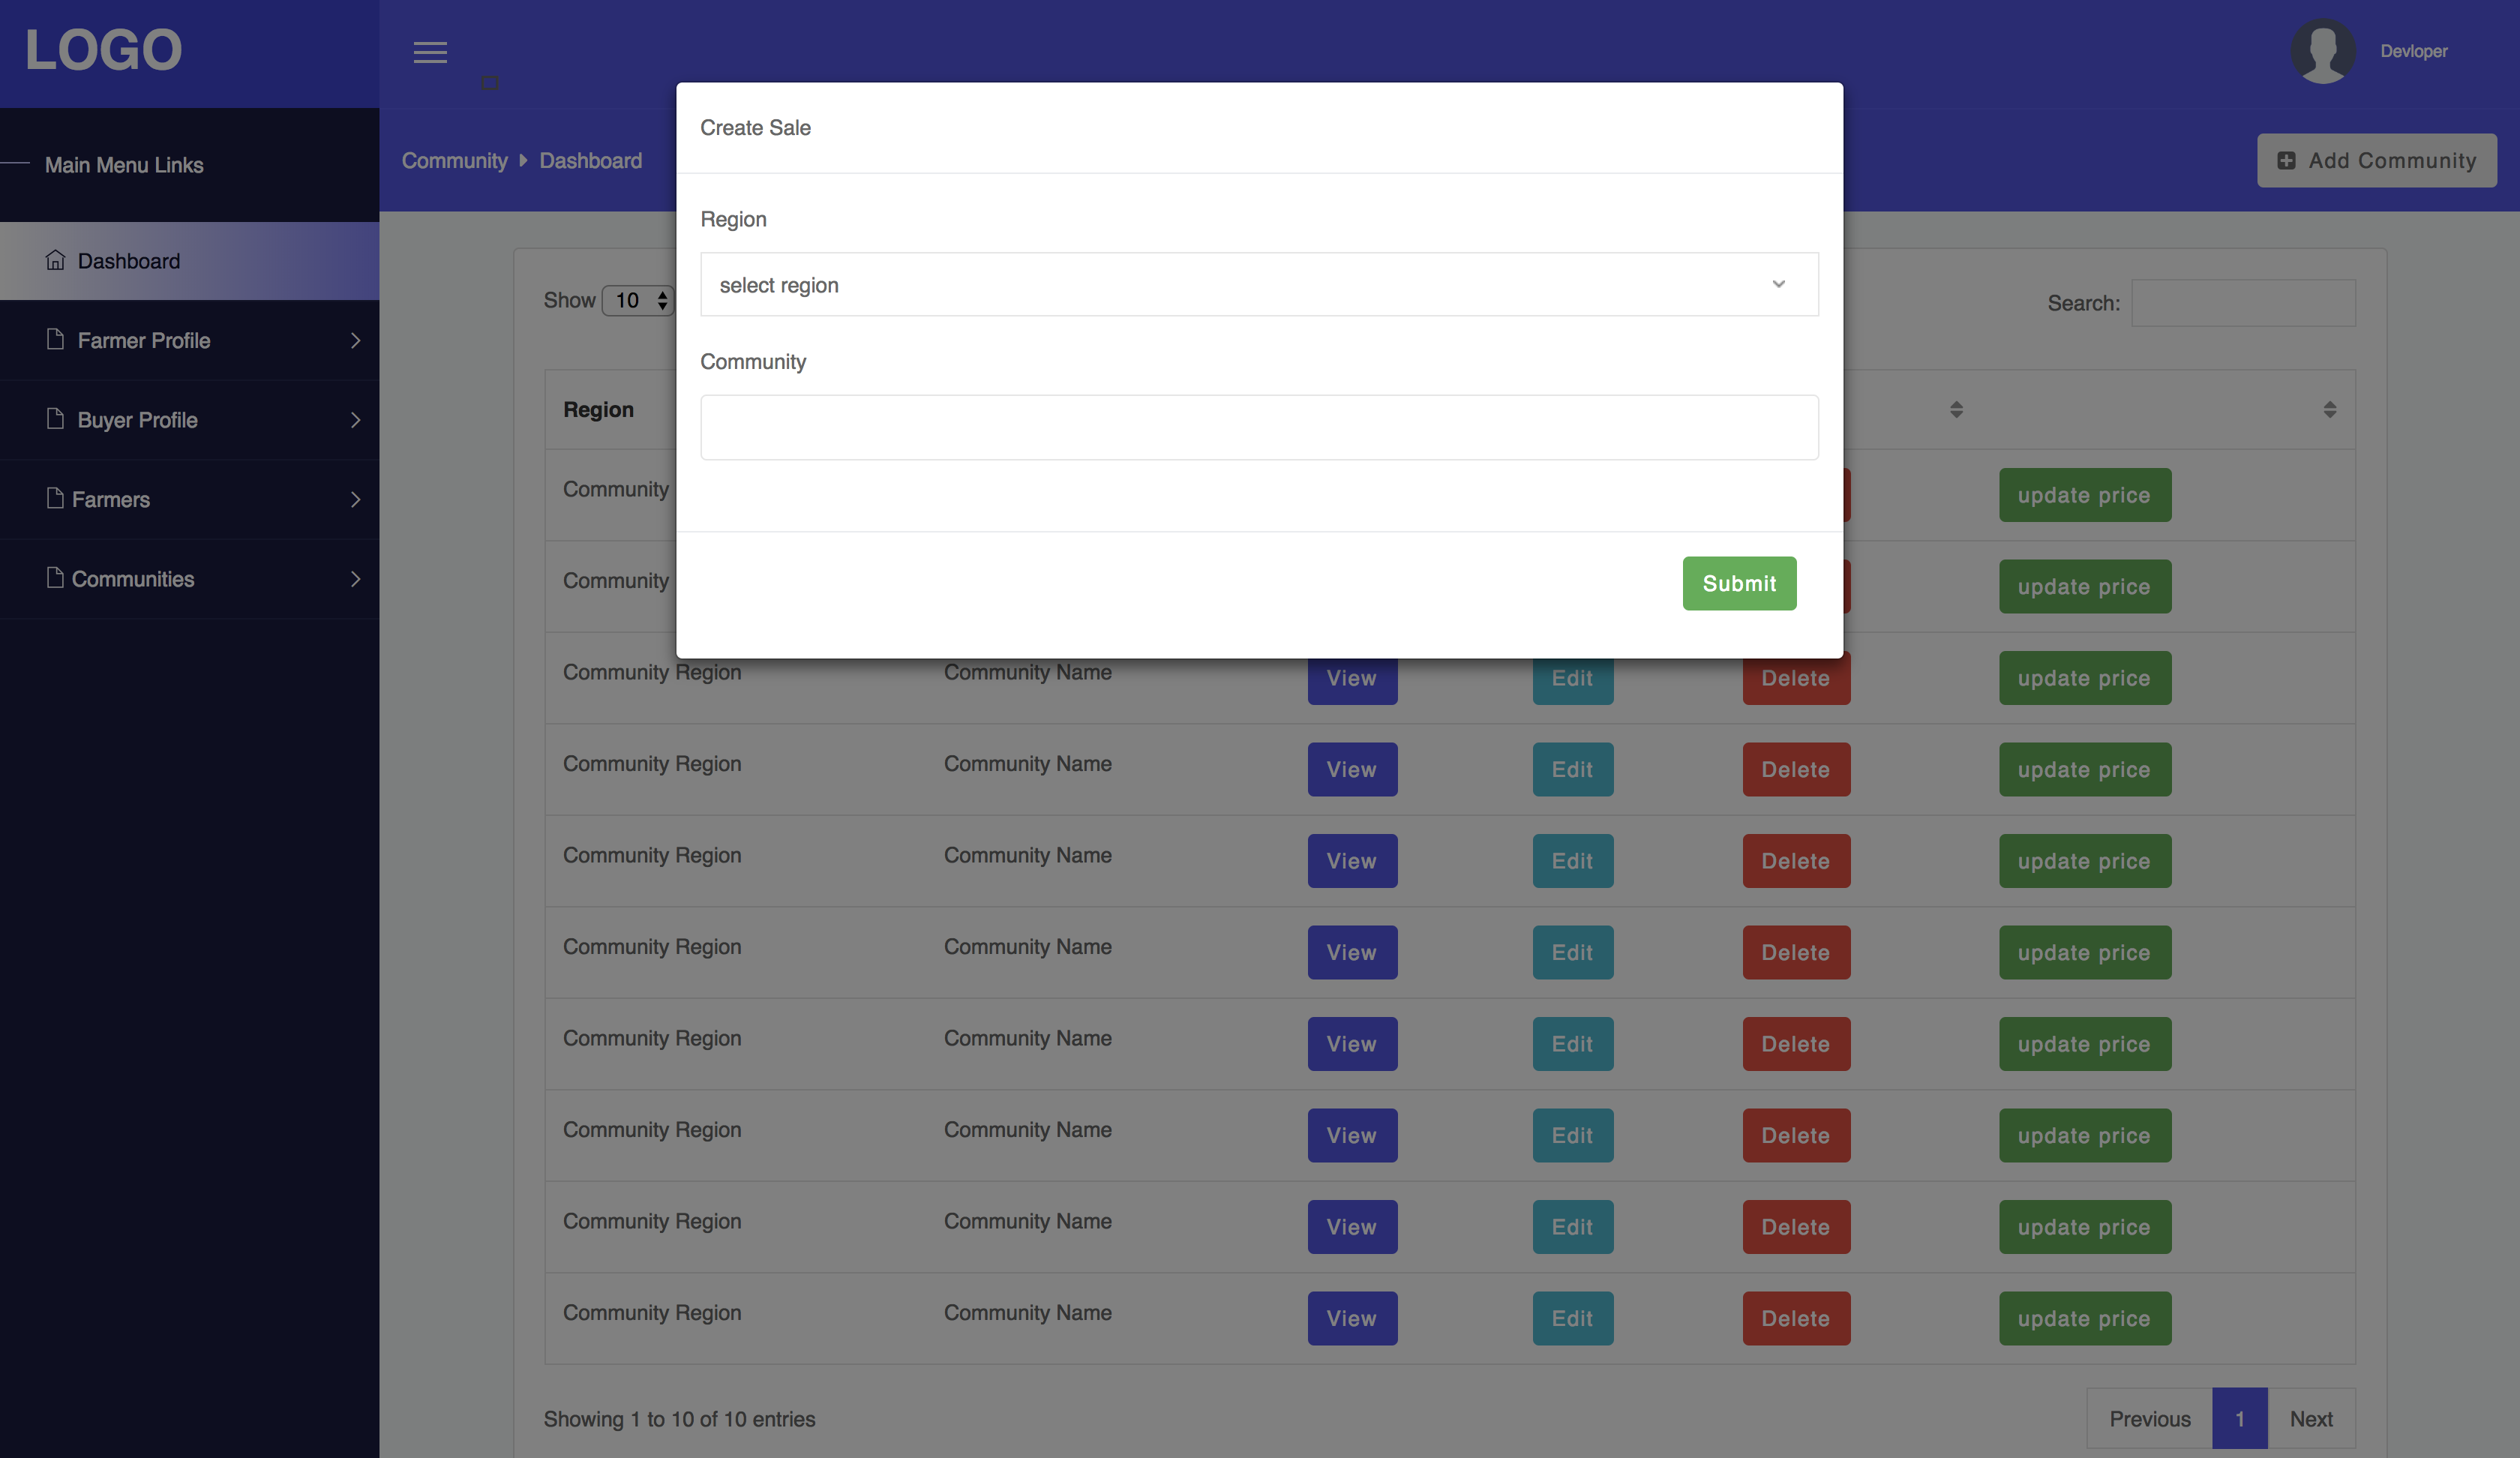 LOGO
Devloper
Main Menu Links
Community Dashboard
Add Community
Dashboard
Farmer Profile
Buyer Profile
Farmers
Communities
Create Sale
Region
select region
Community
Submit
Show 10
Search:
Region
Community update price
Community update price
Community Region Community Name View Edit Delete update price
Community Region Community Name View Edit Delete update price
Community Region Community Name View Edit Delete update price
Community Region Community Name View Edit Delete update price
Community Region Community Name View Edit Delete update price
Community Region Community Name View Edit Delete update price
Community Region Community Name View Edit Delete update price
Community Region Community Name View Edit Delete update price
Showing 1 to 10 of 10 entries
Previous 1 Next